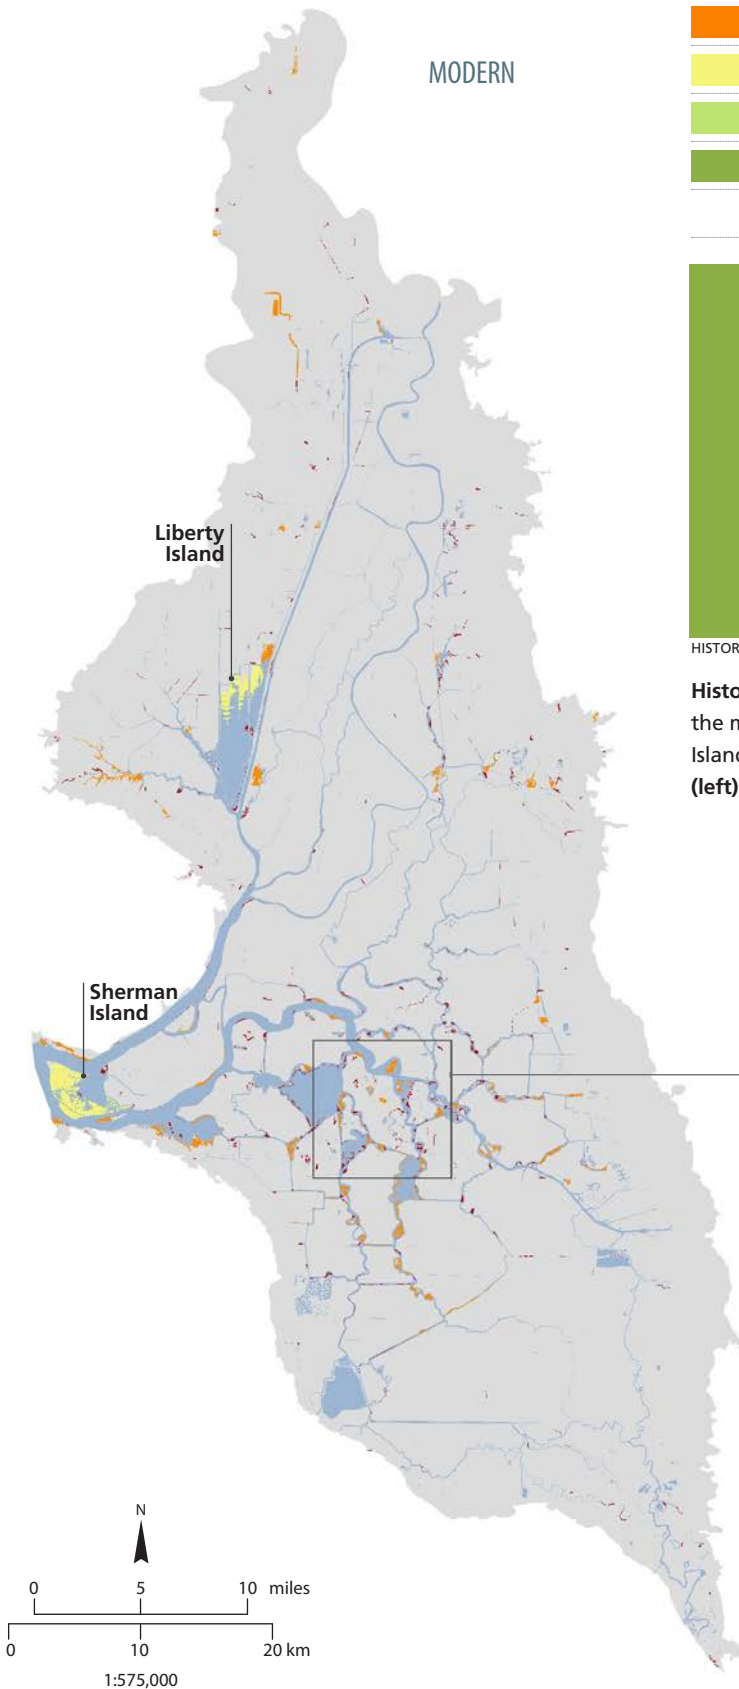 MODERN
Liberty
Island
HISTOR
Histo
the m
Island
(left)
Sherman
Island
N
0 5 10 miles
0 10 20 km
1:575,000